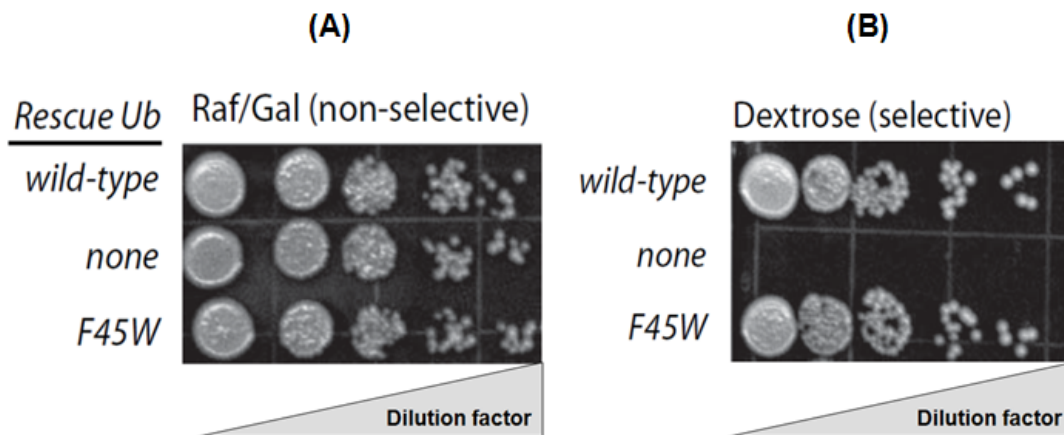 (A)
(B)
Rescue Ub
Raf/Gal (non-selective)
Dextrose (selective)
wild-type
none
F45W
wild-type
none
F45W
Dilution factor
Dilution factor